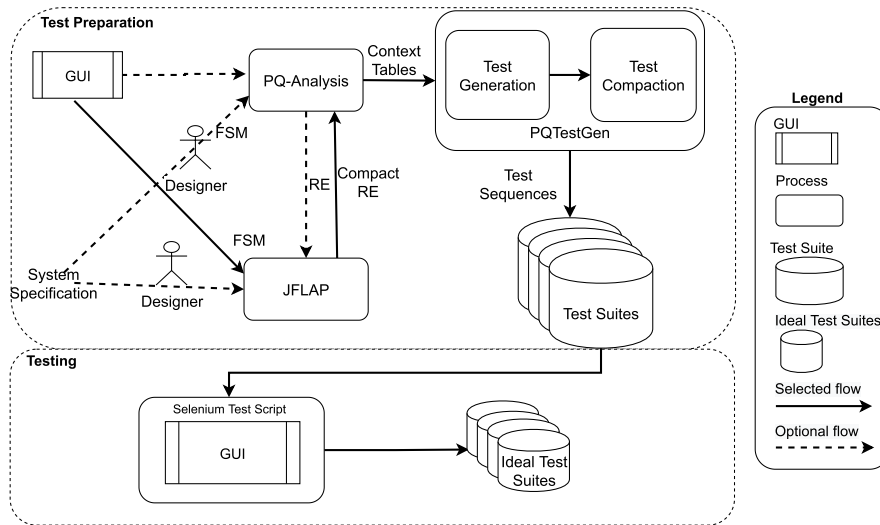 Test Preparation
GUI
PQ-Analysis
Context
Tables
Test
Generation
Test
Compaction
PQTestGen
FSM
Designer
RE
Compact
RE
Test
Sequences
FSM
System
Specification
Designer
JFLAP
Test Suites
Testing
Selenium Test Script
GUI
Ideal Test
Suites
Legend
GUI
Process
Test Suite
Ideal Test Suites
Selected flow
Optional flow